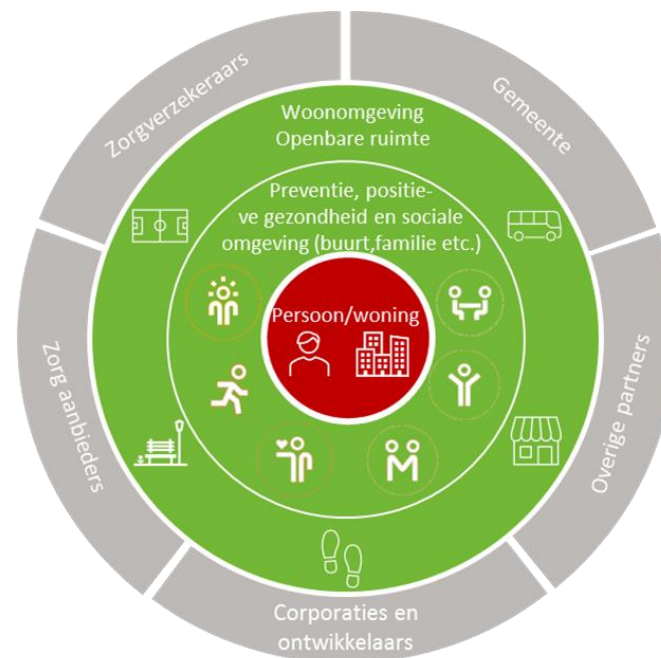 Zorgverzekeraars
Gemeente
Woonomgeving
Openbare ruimte
Preventie, positie-
ve gezondheid en sociale
omgeving (buurt,familie etc.)
Persoon/woning
Zorg aanbieders
Overige partners
Corporaties en
ontwikkelaars